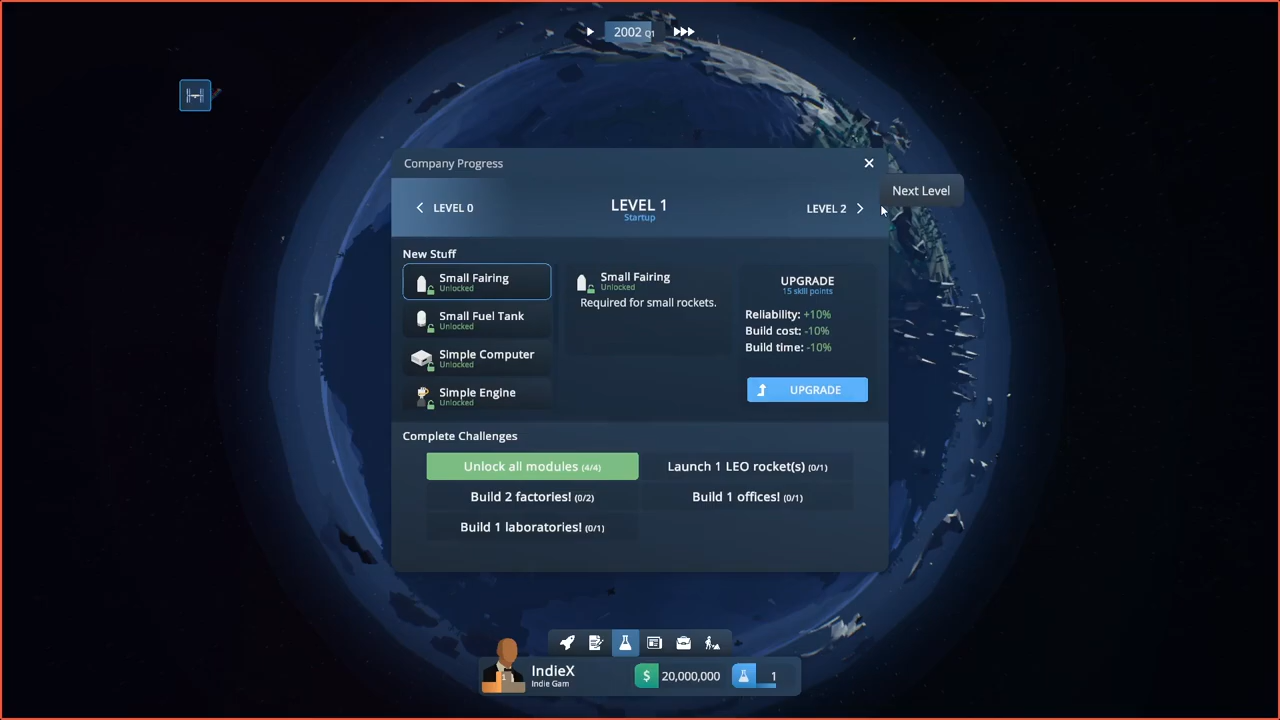 2002 Q1
Company Progress
Next Level
LEVEL 0
LEVEL 1
Startup
LEVEL 2
New Stuff
Small Fairing
Unlocked
Small Fuel Tank
Unlocked
Simple Computer
Unlocked
Simple Engine
Unlocked
Small Fairing
Unlocked
Required for small rockets.
UPGRADE
15 skill points
Reliability: +10%
Build cost: -10%
Build time: -10%
UPGRADE
Complete Challenges
Unlock all modules (4/4)
Launch 1 LEO rocket(s) (0/1)
Build 2 factories! (0/2)
Build 1 offices! (0/1)
Build 1 laboratories! (0/1)
IndieX
Indie Gam
$ 20,000,000
1
1